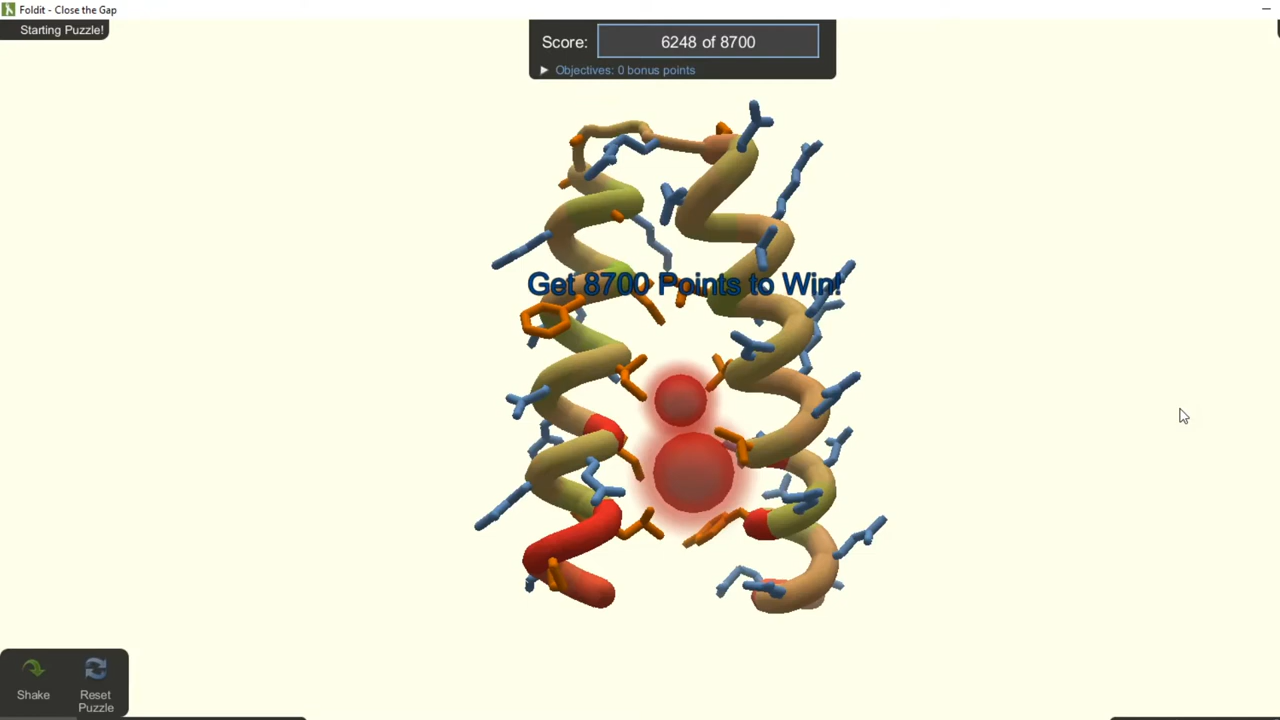 Foldit - Close the Gap
Starting Puzzle!
Score: 6248 of 8700
Objectives: 0 bonus points
Get 8700 Points to Win!
Shake
Reset
Puzzle